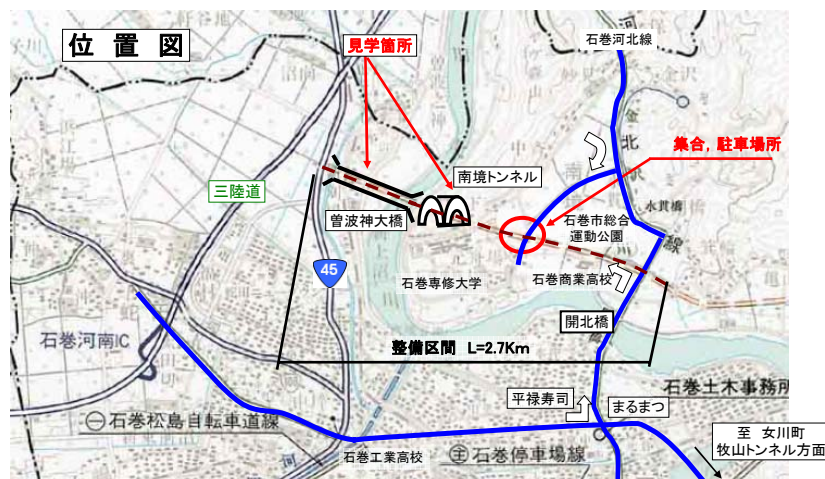 位置図
見学箇所
石巻河北線
集合，駐車場所
南境トンネル
三陸道
曽波神大橋
石巻市総合
運動公園
水貫橋
45
石巻専修大学
石巻商業高校
開北橋
石巻河南IC
整備区間 L=2.7Km
石巻土木事務所
平禄寿司
まるまつ
㊀石巻松島自転車道線
至 女川町
牧山トンネル方面
石巻工業高校
㊏石巻停車場線